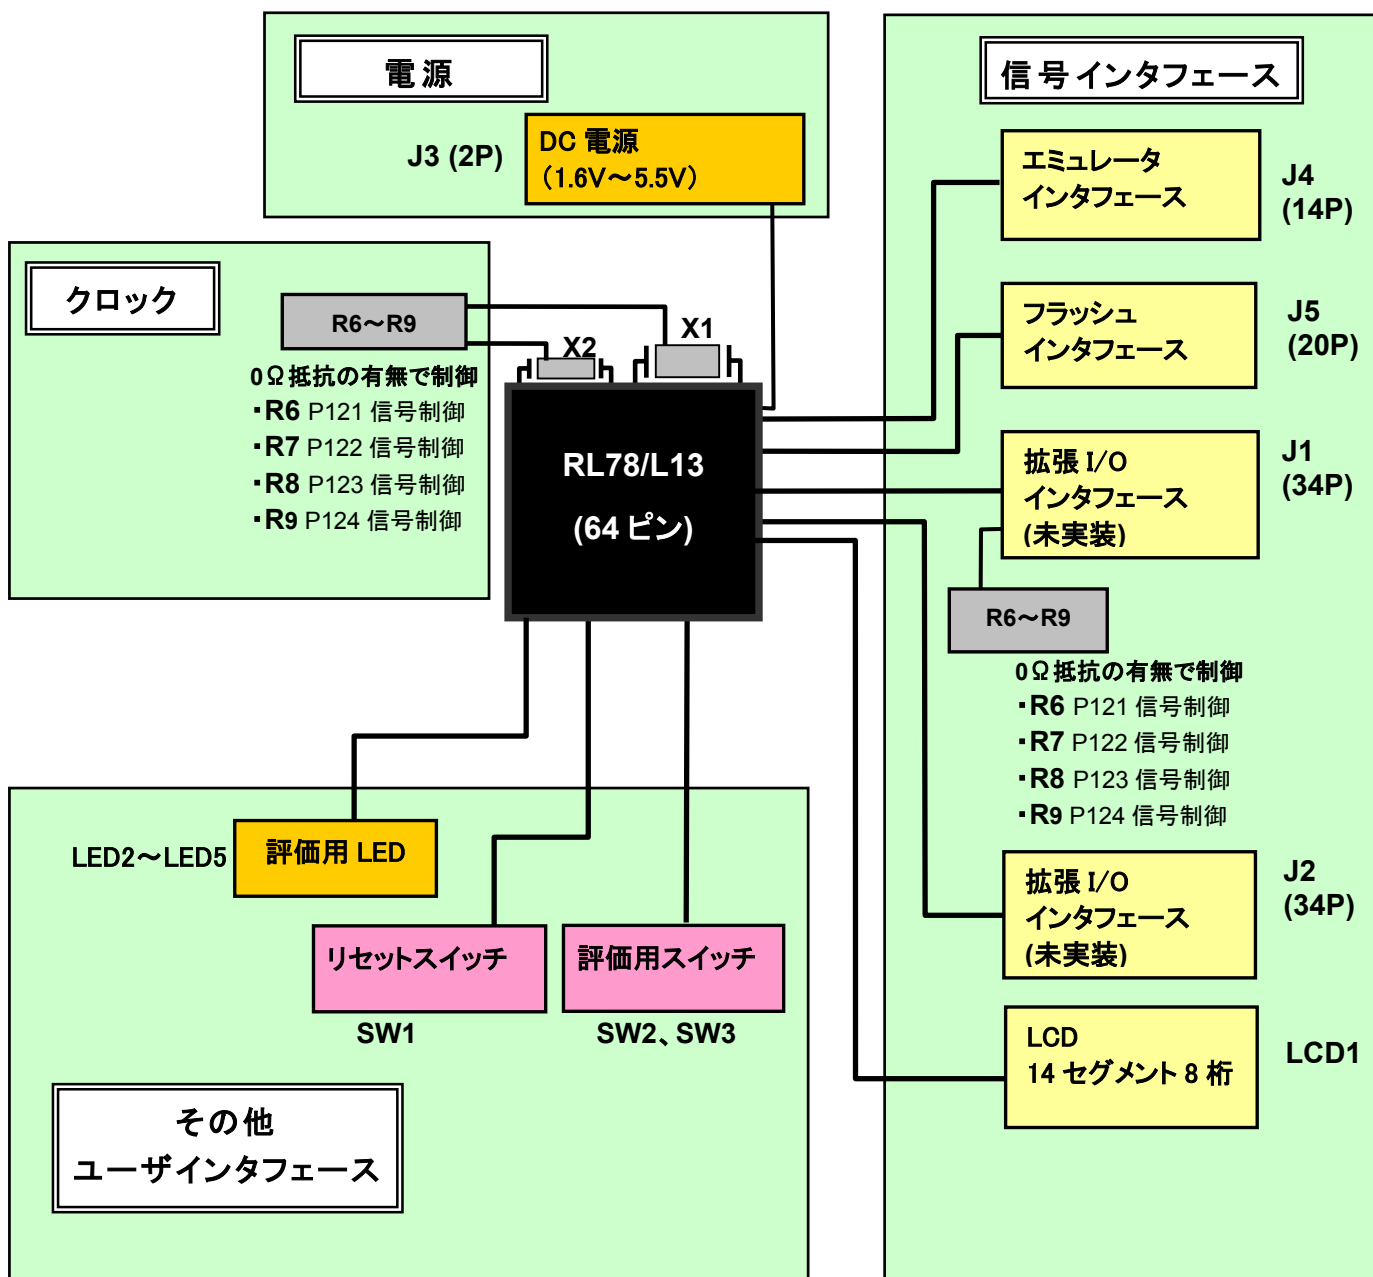 電源
J3 (2P)
DC 電源
（1.6V～5.5V）
クロック
R6～R9
X2
X1
0Ω抵抗の有無で制御
・R6 P121 信号制御
・R7 P122 信号制御
・R8 P123 信号制御
・R9 P124 信号制御
RL78/L13
(64 ピン)
信号インタフェース
エミュレータ
インタフェース
J4
(14P)
フラッシュ
インタフェース
J5
(20P)
拡張 I/O
インタフェース
(未実装)
J1
(34P)
R6～R9
0Ω抵抗の有無で制御
・R6 P121 信号制御
・R7 P122 信号制御
・R8 P123 信号制御
・R9 P124 信号制御
拡張 I/O
インタフェース
(未実装)
J2
(34P)
LCD
14 セグメント 8 桁
LCD1
LED2～LED5
評価用 LED
リセットスイッチ
SW1
評価用スイッチ
SW2、SW3
その他
ユーザインタフェース